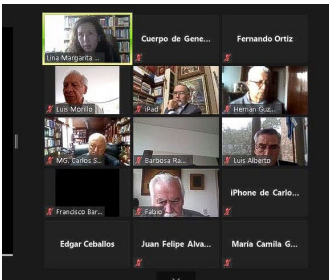 Lina Margarita ...
Cuerpo de Gene...
Fernando Ortiz
Luis Morillo
iPad
Hernan Guz...
MG. Carlos S...
Barbosa Ra...
Luis Alberto
Francisco Bar...
Fabio
iPhone de Carlo...
Edgar Ceballos
Juan Felipe Alva...
María Camila G...